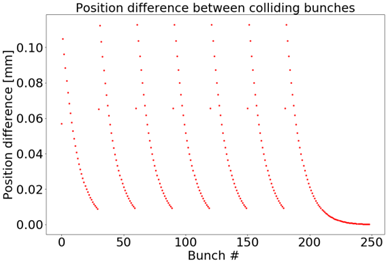 Position difference between colliding bunches
Position difference [mm]
0.10
0.08
0.06
0.04
0.02
0.00
0 50 100 150 200 250
Bunch #